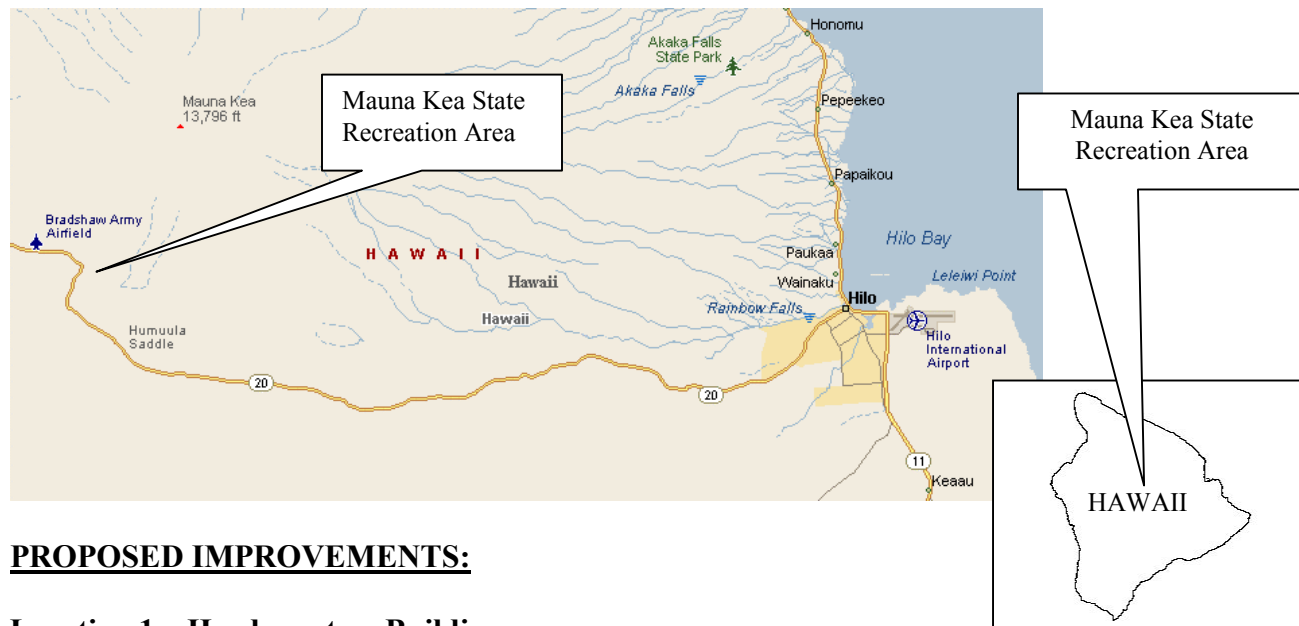 Honomu
Akaka Falls
State Park
Akaka Falls
Mauna Kea
13,796 ft
Mauna Kea State
Recreation Area
Pepeekeo
Mauna Kea State
Recreation Area
Papaikou
Bradshaw Army
Airfield
HAWAII
Paukaa
Hilo Bay
Hawaii
Wainaku
Leleiwi Point
Hilo
Rainbow Falls
Hawaii
Humuula
Saddle
Hilo
International
Airport
20
20
11
Keaau
HAWAII
PROPOSED IMPROVEMENTS: